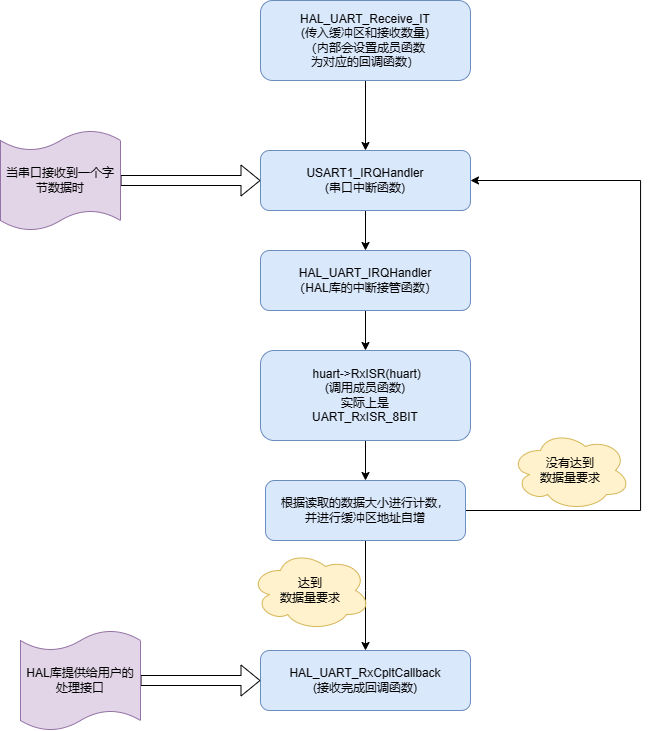 HAL_UART_Receive_IT
(传入缓冲区和接收数量)
（内部会设置成员函数
为对应的回调函数）
当串口接收到一个字
节数据时
USART1_IRQHandler
(串口中断函数)
HAL_UART_IRQHandler
（HAL库的中断接管函数）
huart->RxISR(huart)
(调用成员函数)
实际上是
UART_RxISR_8BIT
没有达到
数据量要求
根据读取的数据大小进行计数，
并进行缓冲区地址自增
达到
数据量要求
HAL库提供给用户的
处理接口
HAL_UART_RxCpltCallback
(接收完成回调函数)